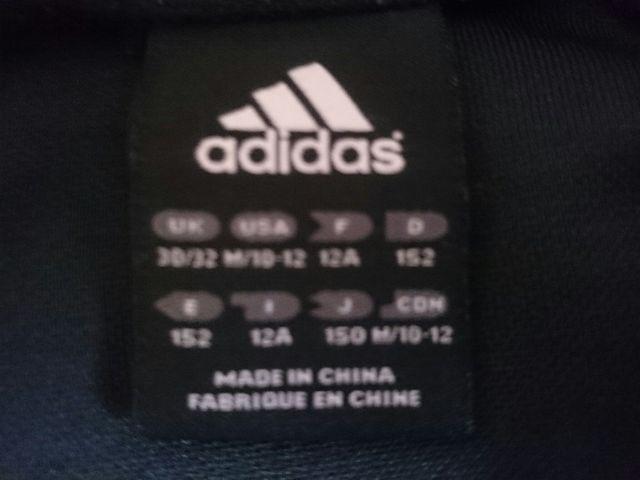 adidas
UK USA F D
30/32 M/10-12 12A 152
E I J CDN
152 12A 150 M/10-12
MADE IN CHINA
FABRIQUE EN CHINE